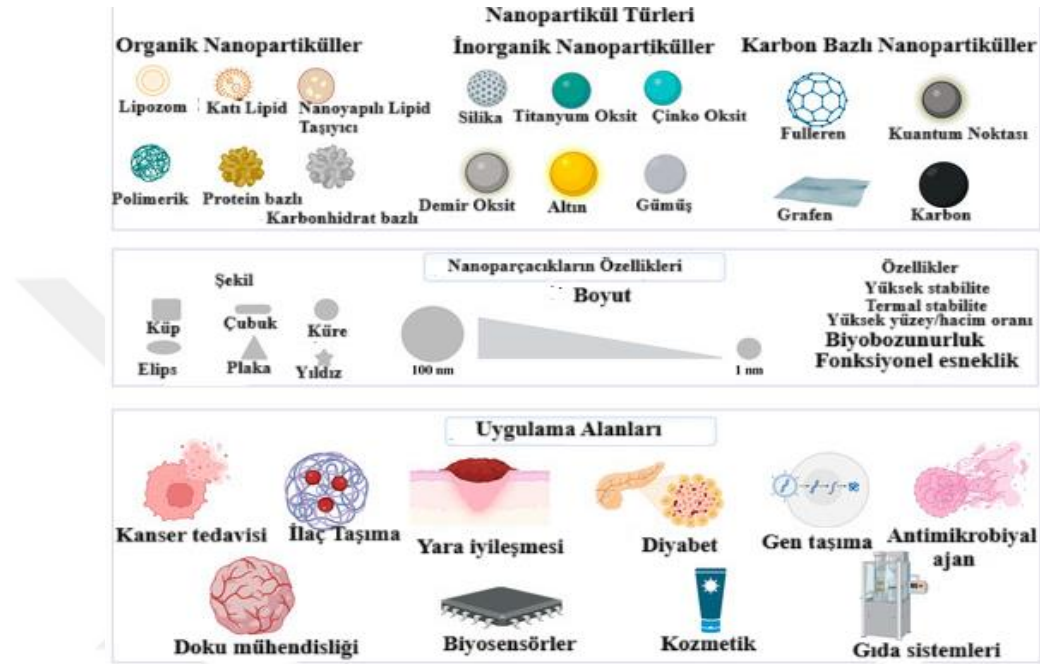 Nanopartikül Türleri
Organik Nanopartiküller
İnorganik Nanopartiküller
Karbon Bazlı Nanopartiküller
Lipozom
Katı Lipid
Nanoyapılı Lipid
Taşıyıcı
Silika
Titanyum Oksit
Çinko Oksit
Fulleren
Kuantum Noktası
Polimerik
Protein bazlı
Karbonhidrat bazlı
Demir Oksit
Altın
Gümüş
Grafen
Karbon
Nanoparçacıkların Özellikleri
Şekil
Küp
Çubuk
Küre
Elips
Plaka
Yıldız
Boyut
100 nm
1 nm
Özellikler
Yüksek stabilite
Termal stabilite
Yüksek yüzey/hacim oranı
Biyobozunurluk
Fonksiyonel esneklik
Uygulama Alanları
Kanser tedavisi
İlaç Taşıma
Yara iyileşmesi
Diyabet
Gen taşıma
Antimikrobiyal
ajan
Doku mühendisliği
Biyosensörler
Kozmetik
Gıda sistemleri